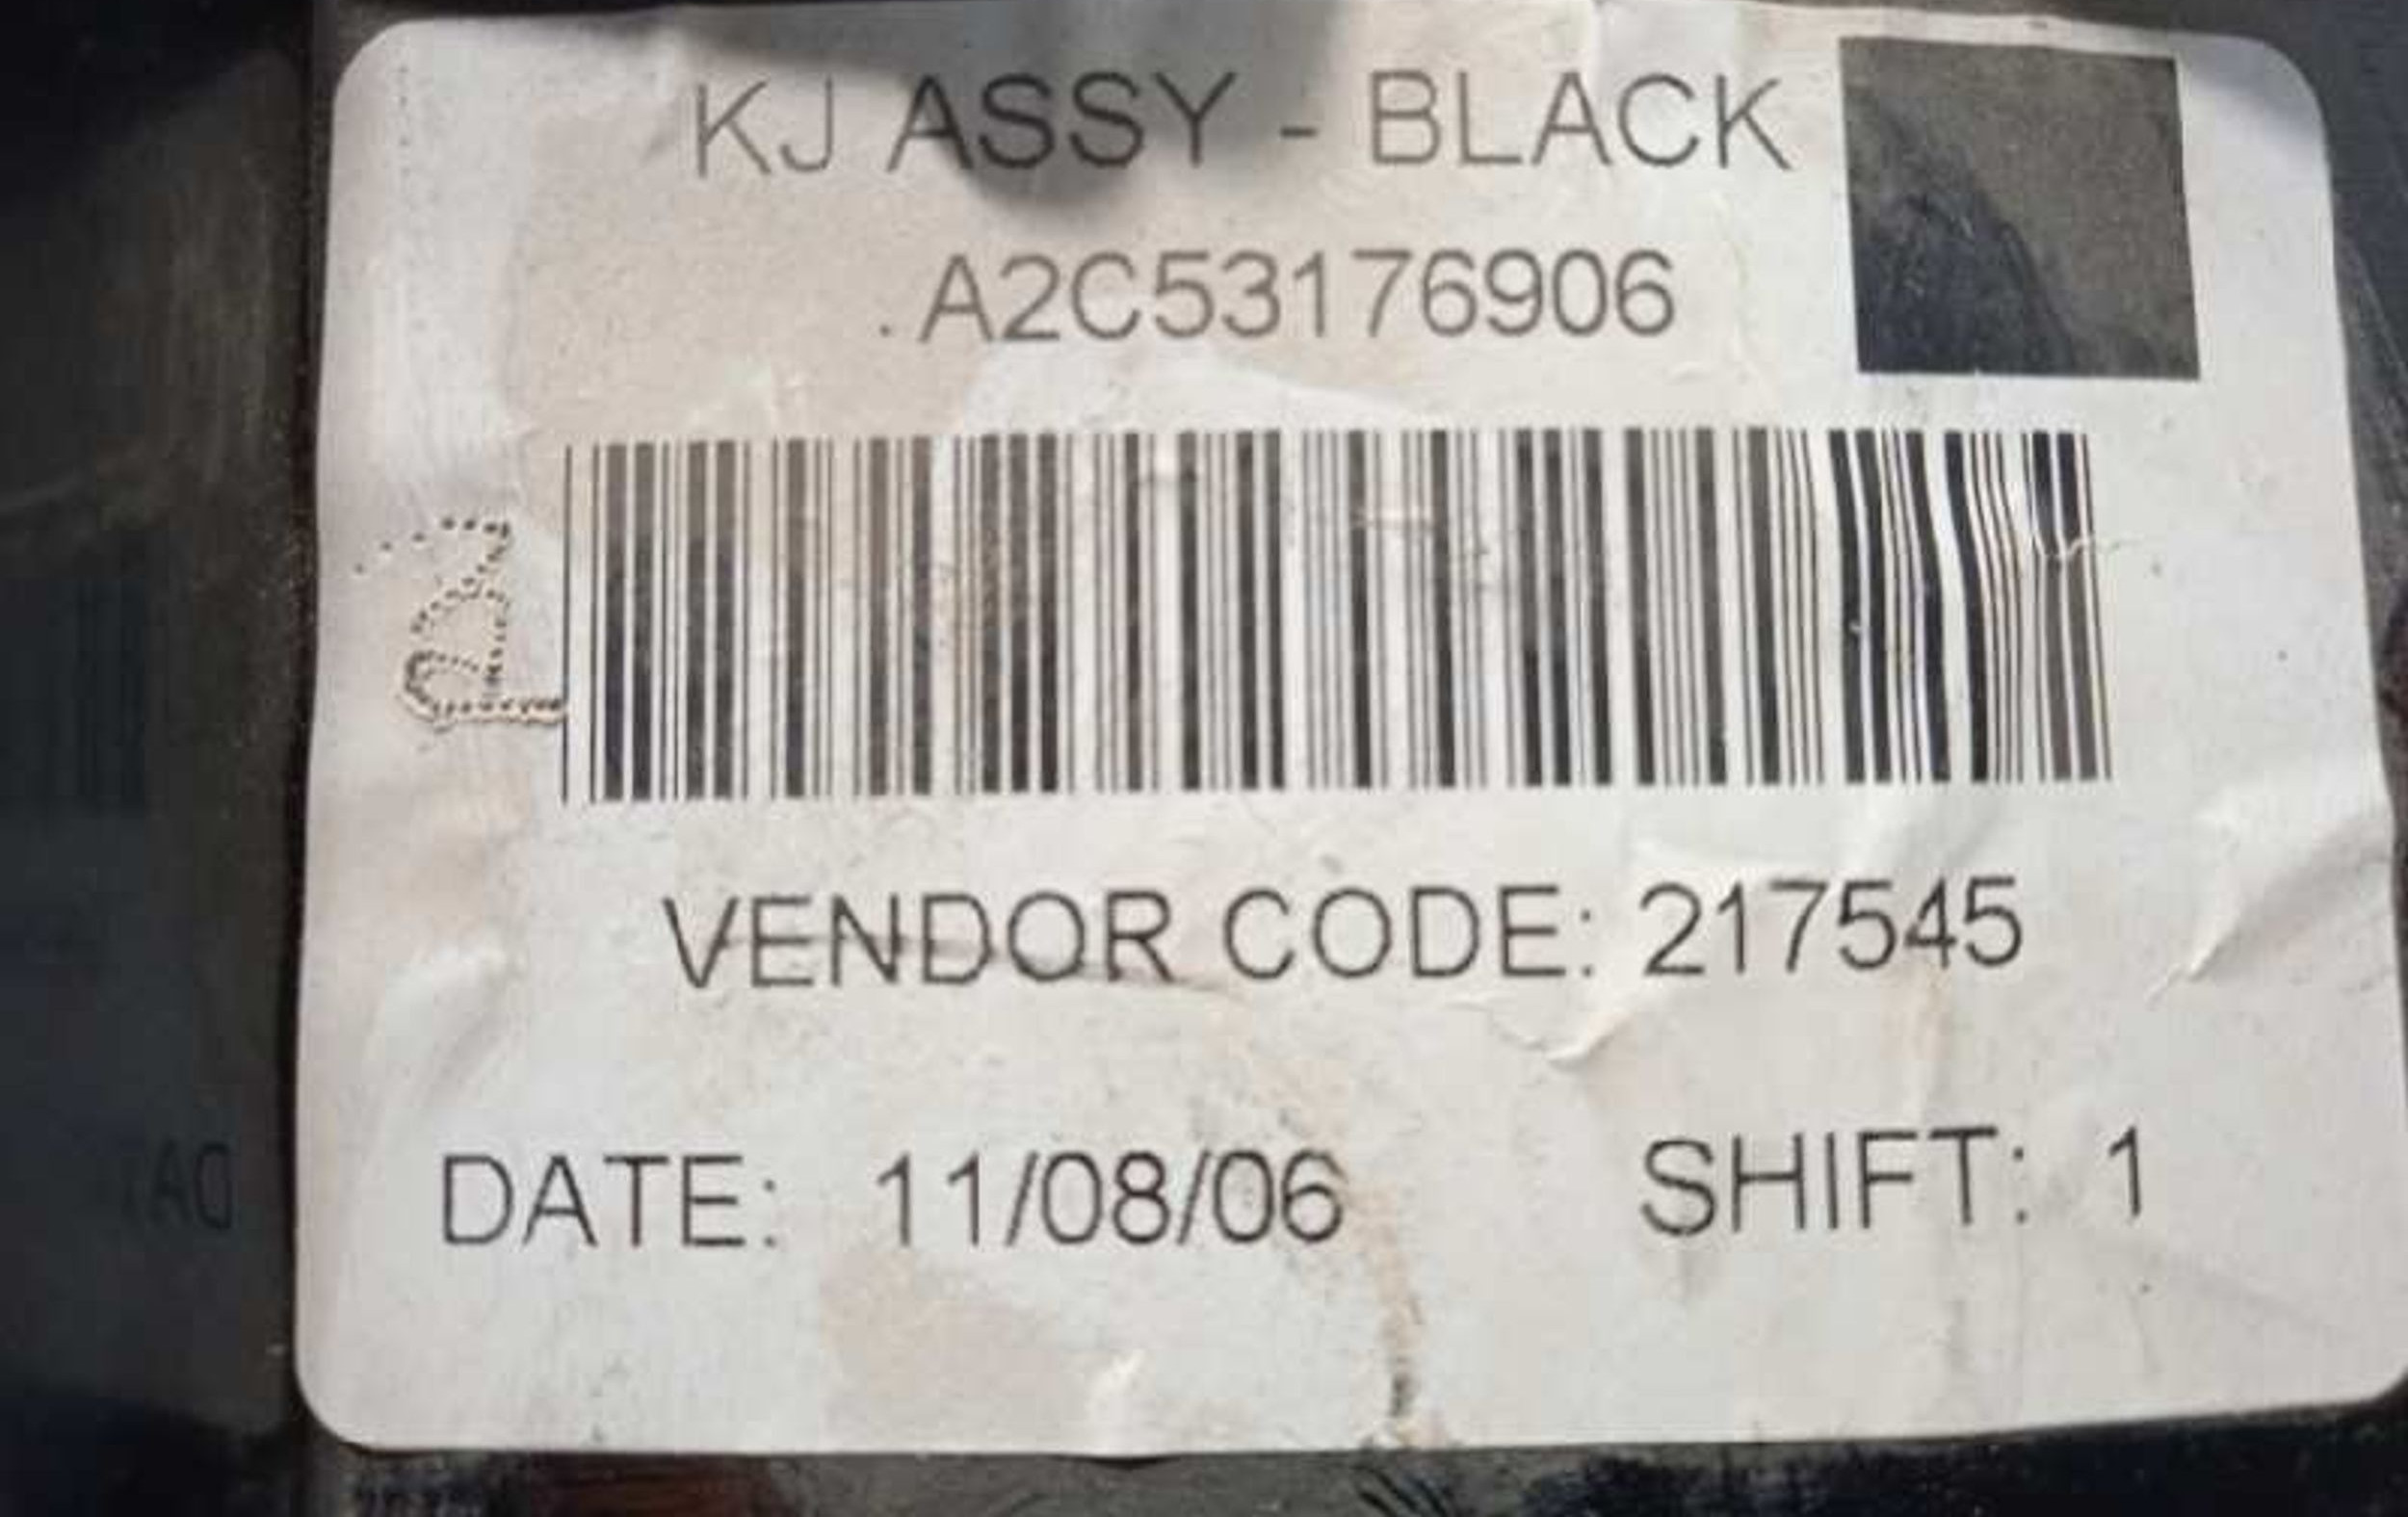 KJ ASSY - BLACK
A2C53176906
VENDOR CODE: 217545
DATE: 11/08/06 SHIFT: 1